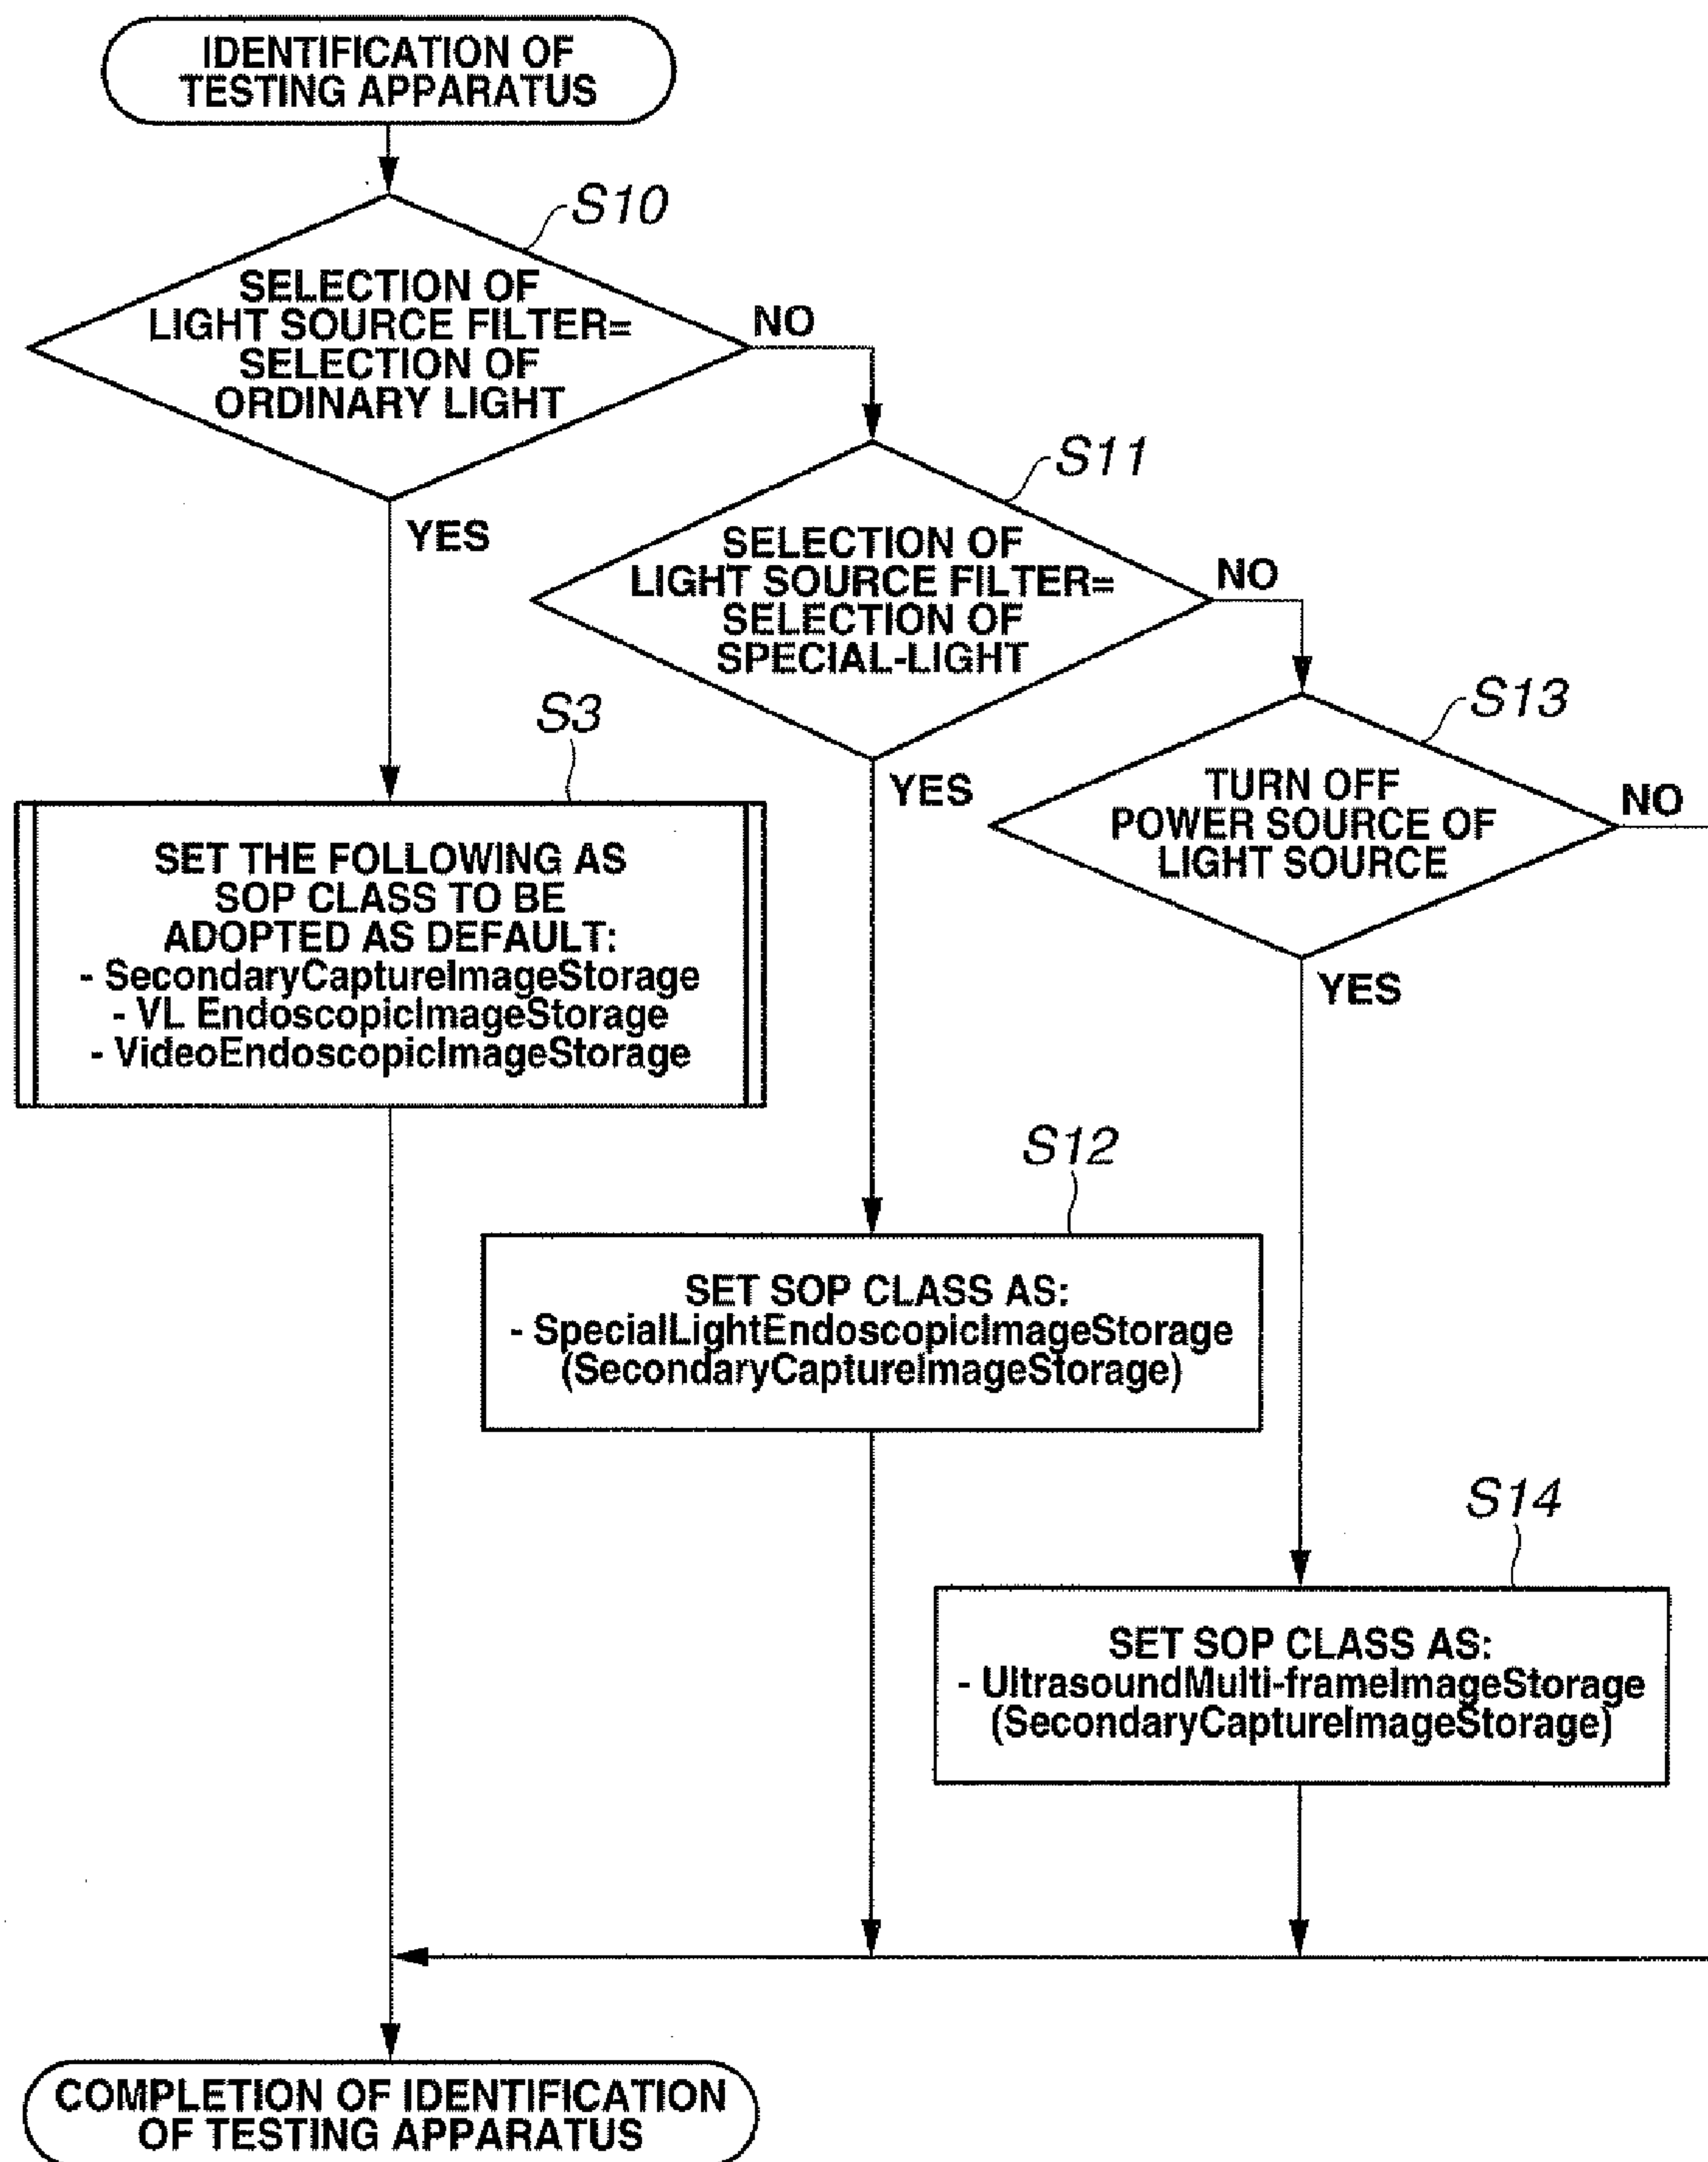 IDENTIFICATION OF
TESTING APPARATUS
S10
SELECTION OF
LIGHT SOURCE FILTER=
SELECTION OF
ORDINARY LIGHT
NO
YES
S11
SELECTION OF
LIGHT SOURCE FILTER=
SELECTION OF
SPECIAL-LIGHT
NO
YES
S13
TURN OFF
POWER SOURCE OF
LIGHT SOURCE
NO
YES
S3
SET THE FOLLOWING AS
SOP CLASS TO BE
ADOPTED AS DEFAULT:
- SecondaryCaptureImageStorage
- VL EndoscopicImageStorage
- VideoEndoscopicImageStorage
S12
SET SOP CLASS AS:
- SpecialLightEndoscopicImageStorage
(SecondaryCaptureImageStorage)
S14
SET SOP CLASS AS:
- UltrasoundMulti-frameImageStorage
(SecondaryCaptureImageStorage)
COMPLETION OF IDENTIFICATION
OF TESTING APPARATUS